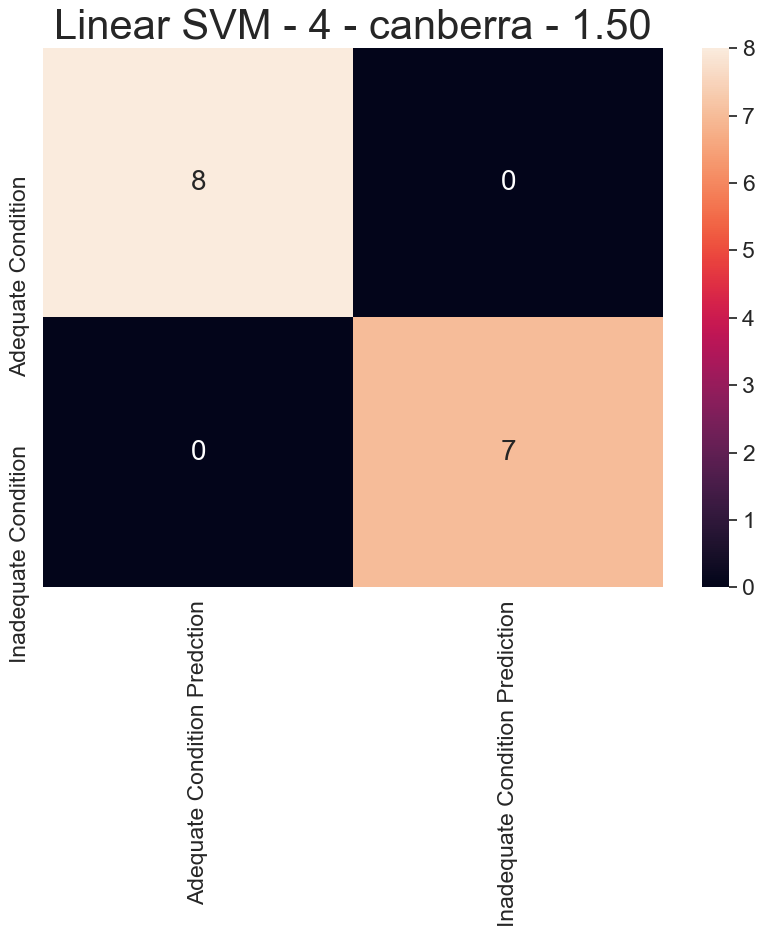 Linear SVM - 4 - canberra - 1.50
8
0
0
7
Adequate Condition
Inadequate Condition
Adequate Condition Predction
Inadequate Condition Prediction
8
7
6
5
4
3
2
1
0